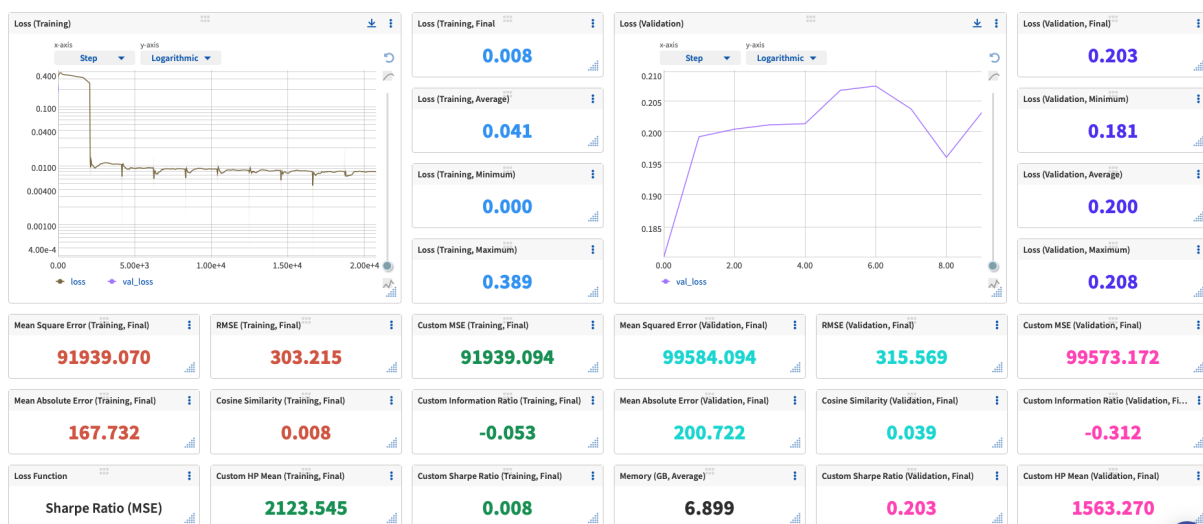 Loss (Training)
x-axis
y-axis
Step
Logarithmic
0.400
0.100
0.0400
0.0100
0.00400
0.00100
4.00e-4
0.00
5.00e+3
1.00e+4
1.50e+4
2.00e+4
loss
val_loss
Loss (Training, Final
0.008
Loss (Training, Average)
0.041
Loss (Training, Minimum)
0.000
Loss (Training, Maximum)
0.389
Loss (Validation)
x-axis
y-axis
Step
Logarithmic
0.210
0.205
0.200
0.195
0.190
0.185
0.00
2.00
4.00
6.00
8.00
val_loss
Loss (Validation, Final)
0.203
Loss (Validation, Minimum)
0.181
Loss (Validation, Average)
0.200
Loss (Validation, Maximum)
0.208
Mean Square Error (Training, Final)
91939.070
RMSE (Training, Final)
303.215
Custom MSE (Training, Final)
91939.094
Mean Squared Error (Validation, Final)
99584.094
RMSE (Validation, Final)
315.569
Custom MSE (Validation, Final)
99573.172
Mean Absolute Error (Training, Final)
167.732
Cosine Similarity (Training, Final)
0.008
Custom Information Ratio (Training, Final)
-0.053
Mean Absolute Error (Validation, Final)
200.722
Cosine Similarity (Validation, Final)
0.039
Custom Information Ratio (Validation, Fi...
-0.312
Loss Function
Sharpe Ratio (MSE)
Custom HP Mean (Training, Final)
2123.545
Custom Sharpe Ratio (Training, Final)
0.008
Memory (GB, Average)
6.899
Custom Sharpe Ratio (Validation, Final)
0.203
Custom HP Mean (Validation, Final)
1563.270